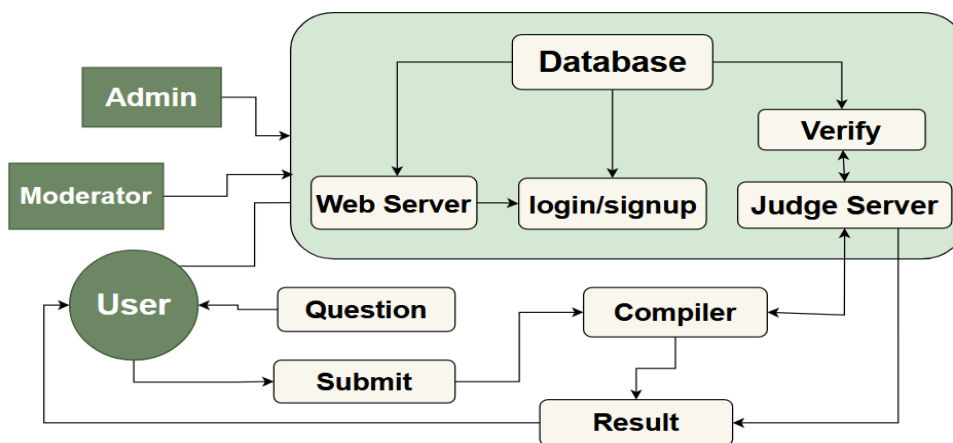 Database
Admin
Verify
Moderator
Web Server
login/signup
Judge Server
User
Question
Compiler
Submit
Result